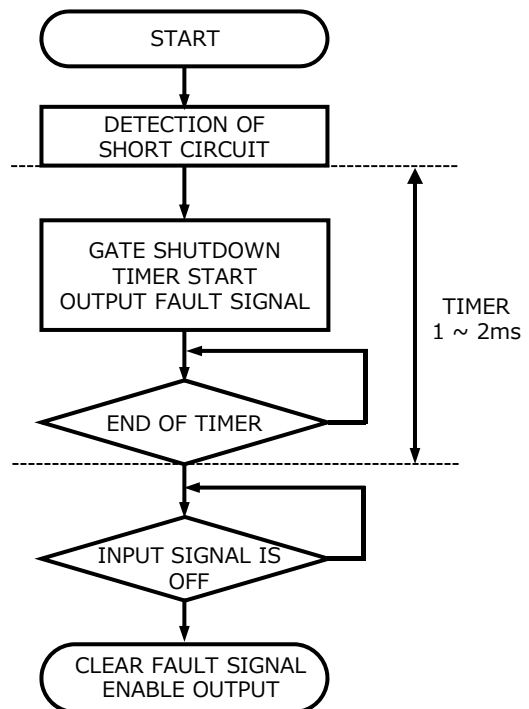 START
DETECTION OF
SHORT CIRCUIT
GATE SHUTDOWN
TIMER START
OUTPUT FAULT SIGNAL
TIMER
1 ~ 2ms
END OF TIMER
INPUT SIGNAL IS
OFF
CLEAR FAULT SIGNAL
ENABLE OUTPUT